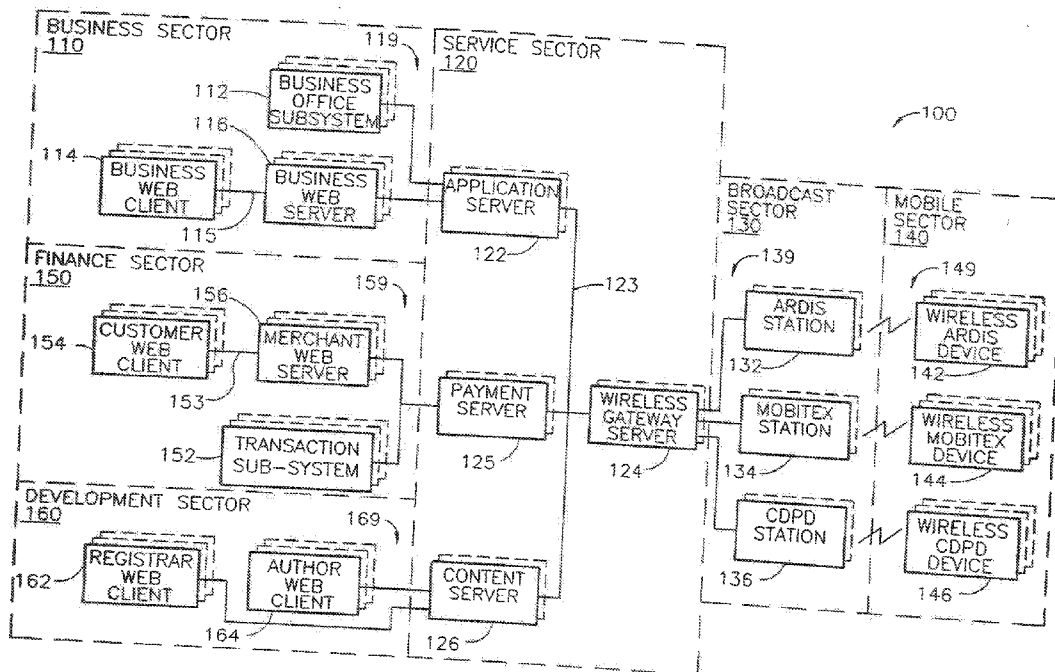 BUSINESS SECTOR
110
119
112
BUSINESS
OFFICE
SUBSYSTEM
116
114
BUSINESS
WEB
CLIENT
115
BUSINESS
WEB
SERVER
FINANCE SECTOR
150
159
156
154
CUSTOMER
WEB
CLIENT
153
MERCHANT
WEB
SERVER
152
TRANSACTION
SUB-SYSTEM
DEVELOPMENT SECTOR
160
169
162
REGISTRAR
WEB
CLIENT
AUTHOR
WEB
CLIENT
164
SERVICE SECTOR
120
APPLICATION
SERVER
122
123
PAYMENT
SERVER
125
WIRELESS
GATEWAY
SERVER
124
CONTENT
SERVER
126
100
BROADCAST
SECTOR
130
139
ARDIS
STATION
132
MOBITEX
STATION
134
CDPD
STATION
136
MOBILE
SECTOR
140
149
WIRELESS
ARDIS
DEVICE
142
WIRELESS
MOBITEX
DEVICE
144
WIRELESS
CDPD
DEVICE
146